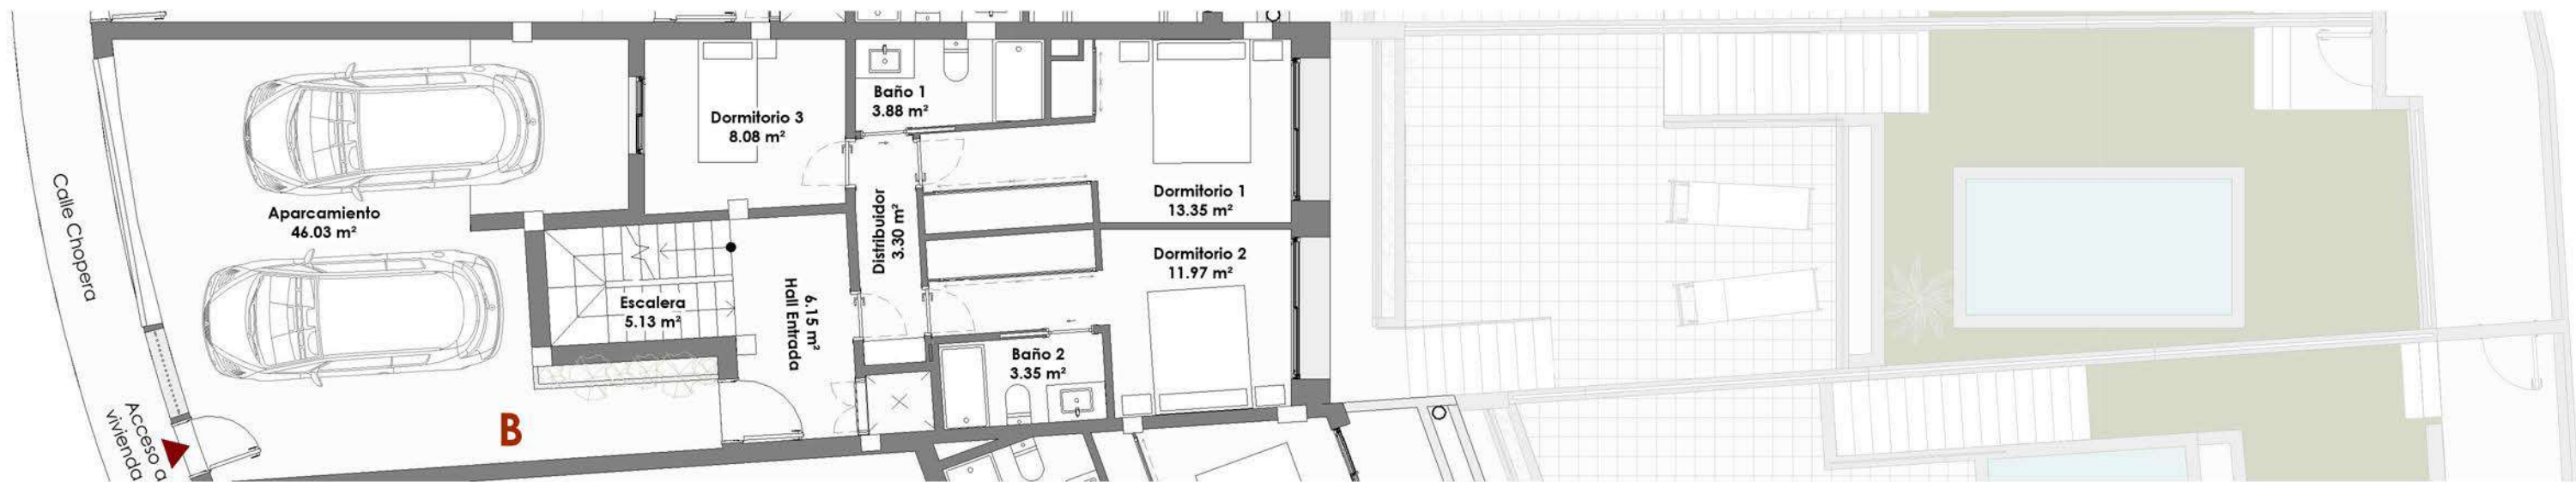 Baño 1
3.88 m²
Dormitorio 3
8.08 m²
Dormitorio 1
13.35 m²
Calle Chopera
Aparcamiento
46.03 m²
Distribuidor
3.30 m²
Dormitorio 2
11.97 m²
Escalera
5.13 m²
Hall Entrada
6.15 m²
Baño 2
3.35 m²
Acceso a
vivienda
B